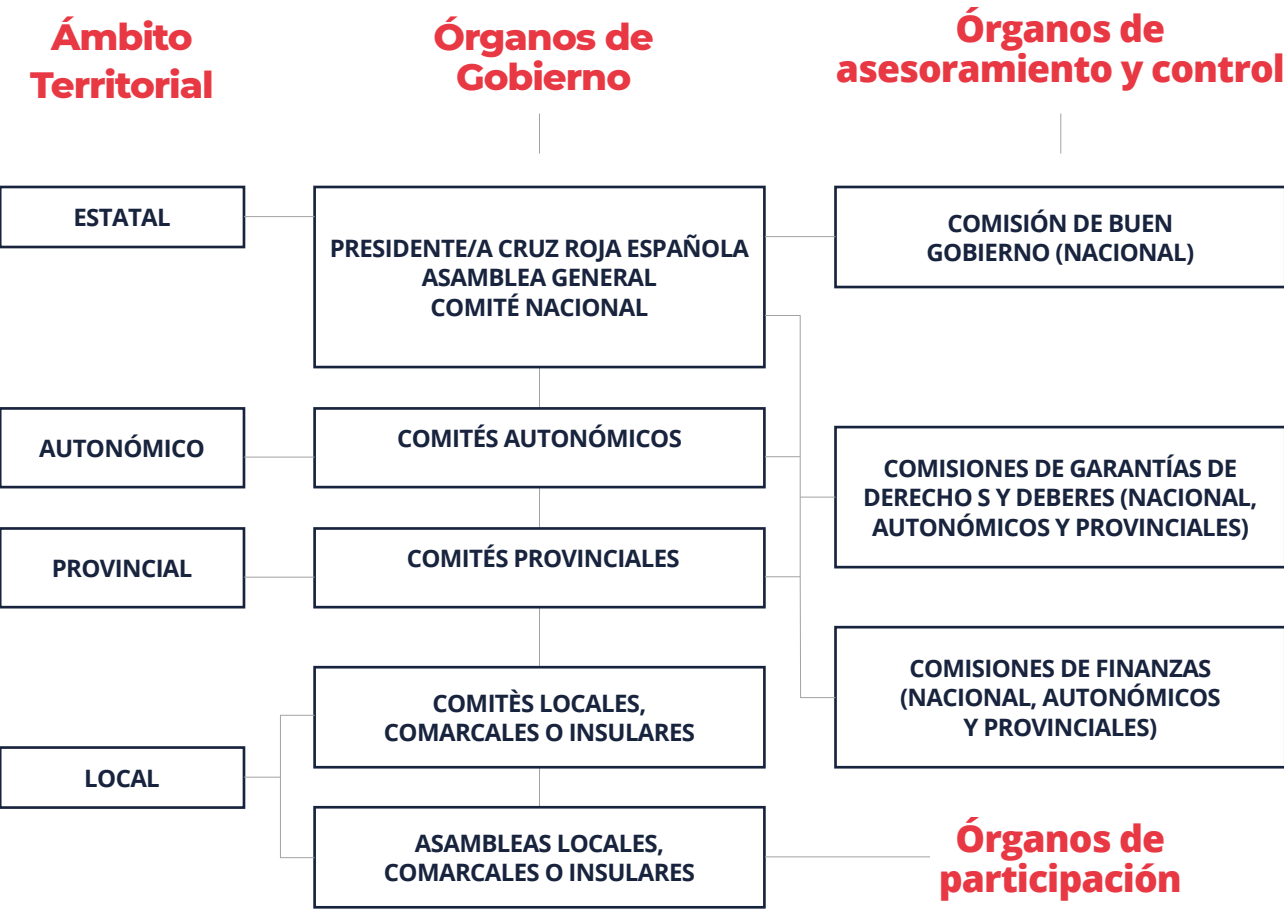 Ámbito
Territorial
Órganos de
Gobierno
Órganos de
asesoramiento y control
ESTATAL
PRESIDENTE/A CRUZ ROJA ESPAÑOLA
ASAMBLEA GENERAL
COMITÉ NACIONAL
COMISIÓN DE BUEN
GOBIERNO (NACIONAL)
AUTONÓMICO
COMITÉS AUTONÓMICOS
COMISIONES DE GARANTÍAS DE
DERECHO S Y DEBERES (NACIONAL,
AUTONÓMICOS Y PROVINCIALES)
PROVINCIAL
COMITÉS PROVINCIALES
COMISIONES DE FINANZAS
(NACIONAL, AUTONÓMICOS
Y PROVINCIALES)
LOCAL
COMITÈS LOCALES,
COMARCALES O INSULARES
ASAMBLEAS LOCALES,
COMARCALES O INSULARES
Órganos de
participación